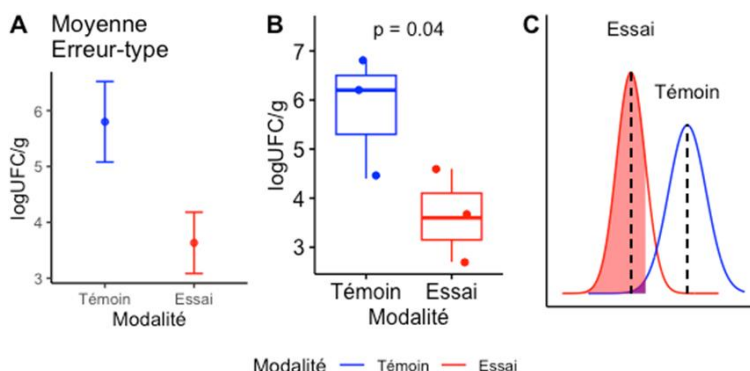 A
Moyenne
Erreur-type
logUFC/g
6
5
4
3
Témoin
Essai
Modalité
B
p = 0.04
logUFC/g
7
6
5
4
3
Témoin
Essai
Modalité
C
Essai
Témoin
Modalité
Témoin
Essai